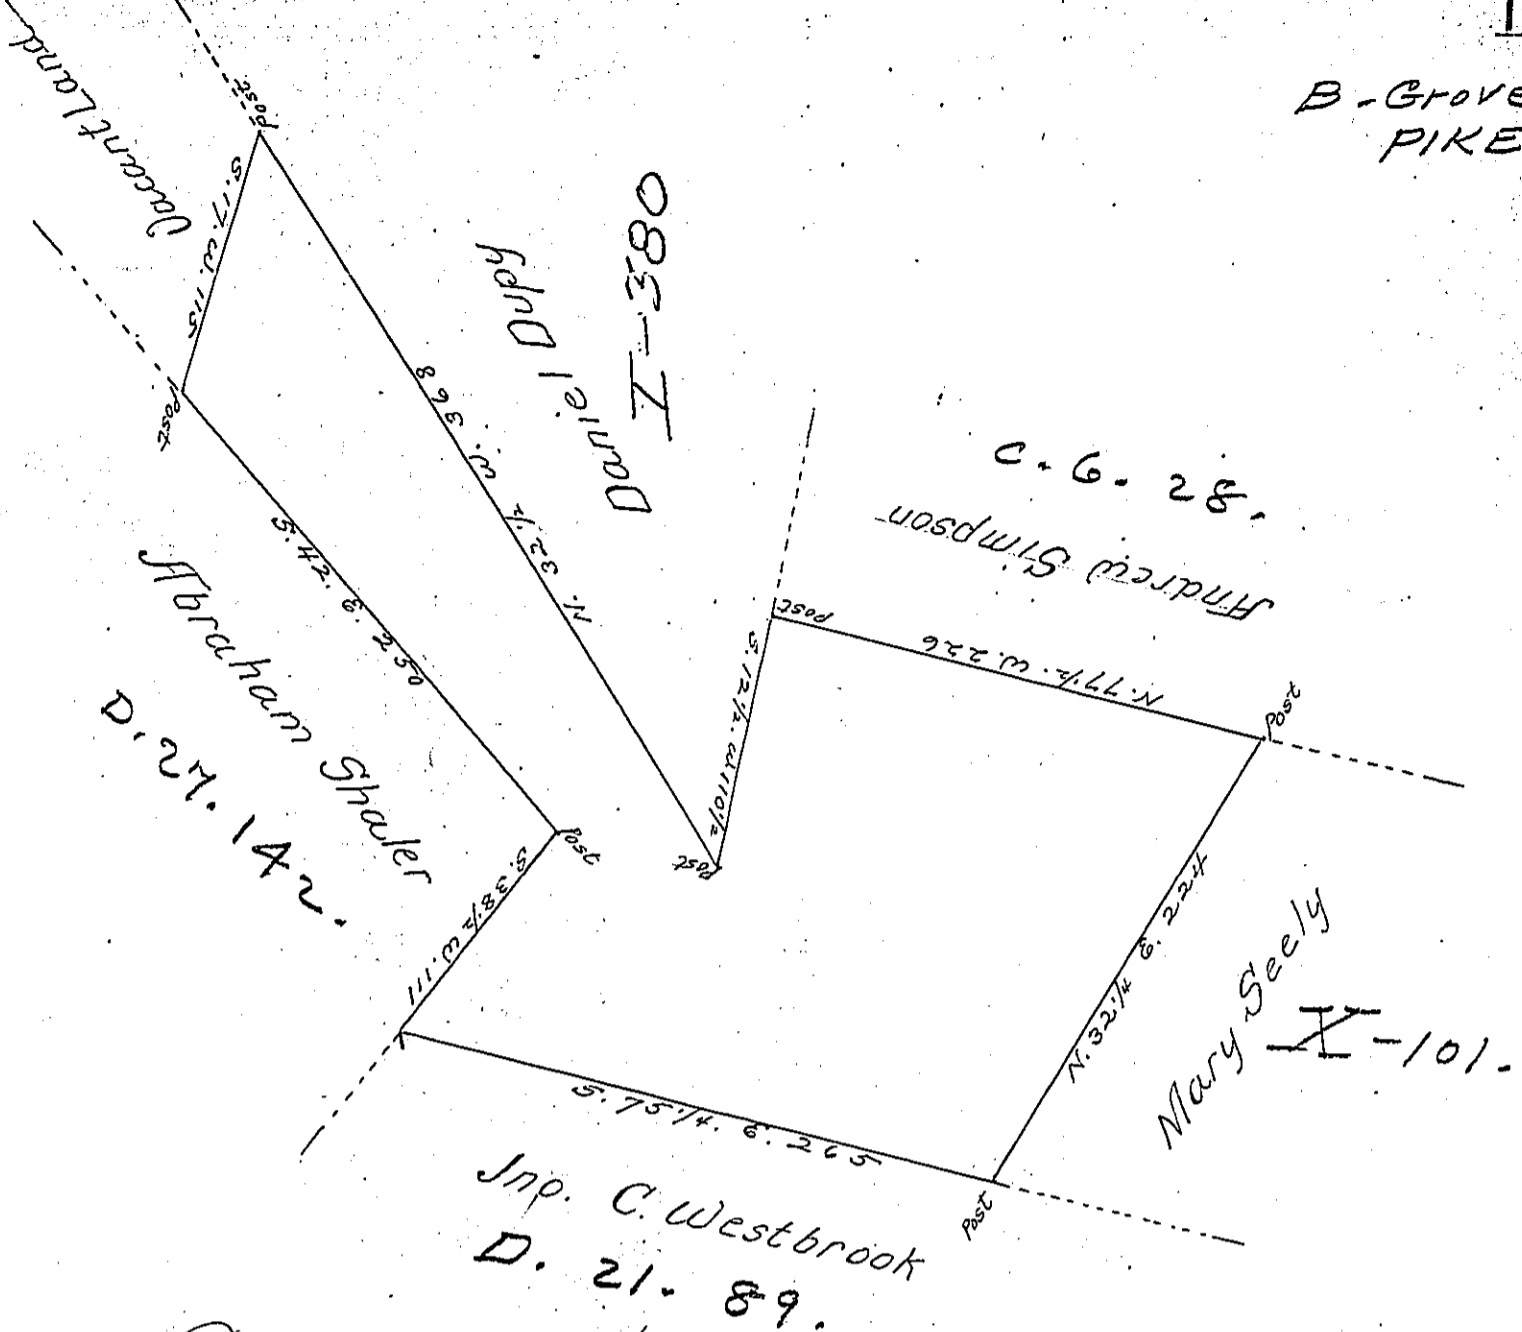 B - Grove
PIKE
Vacant Land
Post
S. 17. W. 115
I-380
Daniel Dupy
N. 32 1/2 W. 368
Post
S. 42. E. 250
Abraham Shaler
D. 27. 142.
C. 6. 28.
Andrew Simpson
Post
N. 77 1/2. W. 226
S. 12 1/2. W 110 1/2
Post
Post
Post
S. 38 1/2 W. 111
N. 32 1/4 E. 224
Mary Seely
X-101.
S. 75 1/4. E. 265
Post
Jno. C. Westbrook
D. 21. 89.